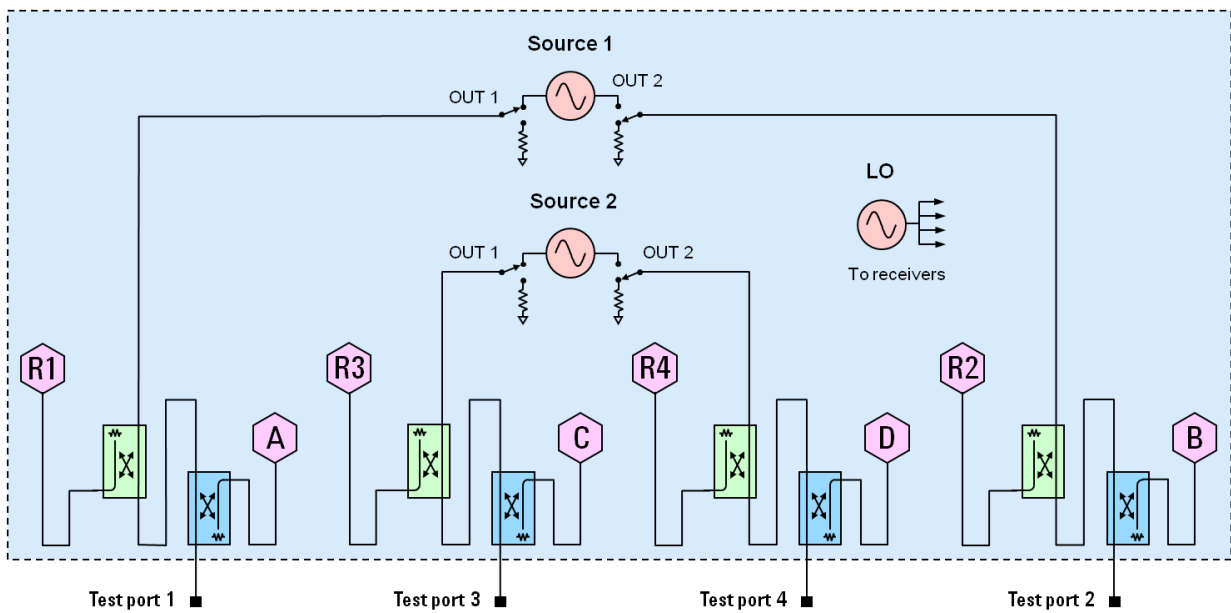 Source 1
OUT 1
OUT 2
LO
Source 2
OUT 1
OUT 2
To receivers
R1
R3
R4
R2
A
C
D
B
Test port 1
Test port 3
Test port 4
Test port 2